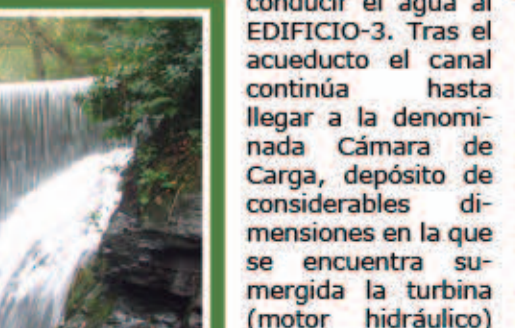 conducir el agua al
EDIFICIO-3. Tras el
acueducto el canal
continúa hasta
llegar a la denomi-
nada Cámara de
Carga, depósito de
considerables di-
mensiones en la que
se encuentra su-
mergida la turbina
(motor hidráulico)